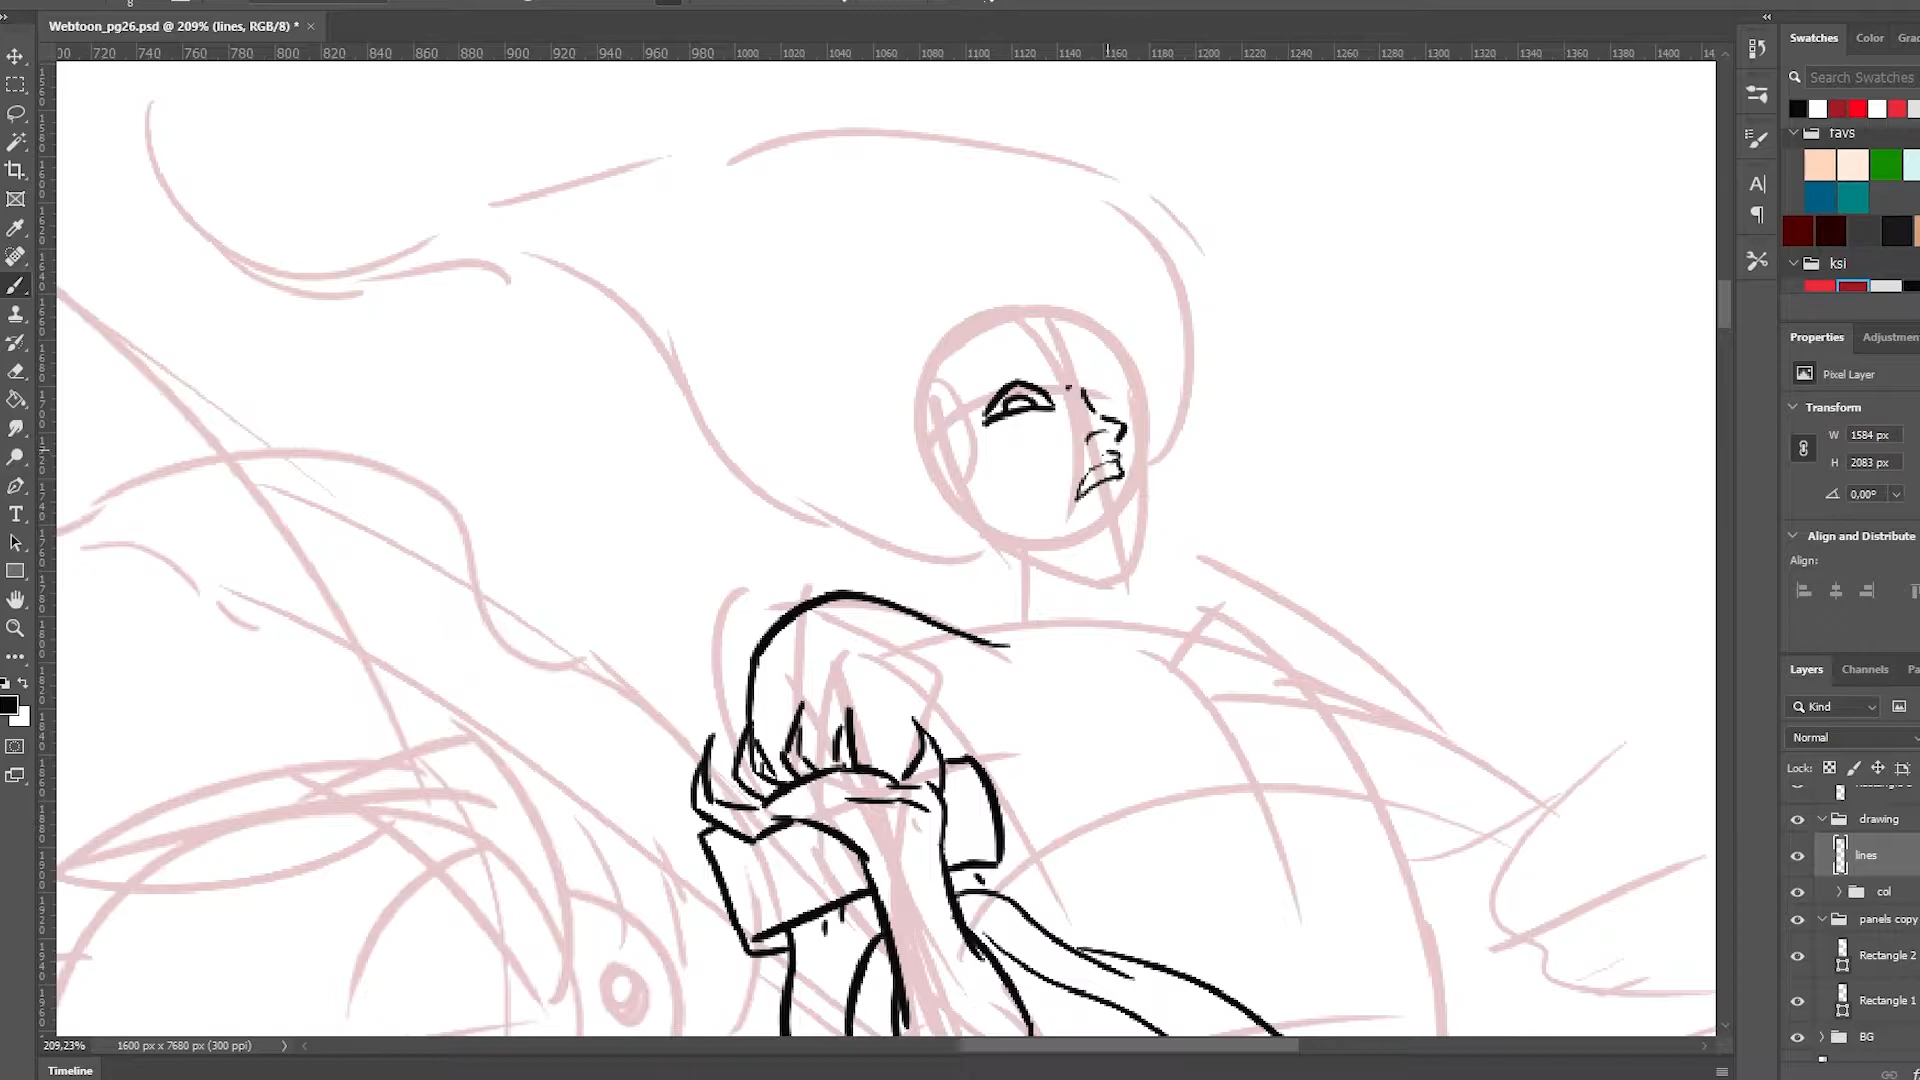 Webtoon_pg26.psd @ 209% (lines, RGB/8) *
Swatches Color
00 720 740 760 780 800 820 840 860 880 900 920 940 960 980 1000 1020 1040 1060 1080 1100 1120 1140 1160 1180 1200 1220 1240 1260 1280 1300 1320 1340 1360 1380 1400 14
Search Swatches
favs
ksi
Properties Adjustmen
Pixel Layer
Transform
W 1584 px
H 2083 px
0,00°
Align and Distribute
Align:
Layers Channels Pa
Kind
Normal
Lock:
drawing
lines
col
panels copy
Rectangle 2
Rectangle 1
BG
209,23% 1600 px x 7680 px (300 ppi)
Timeline